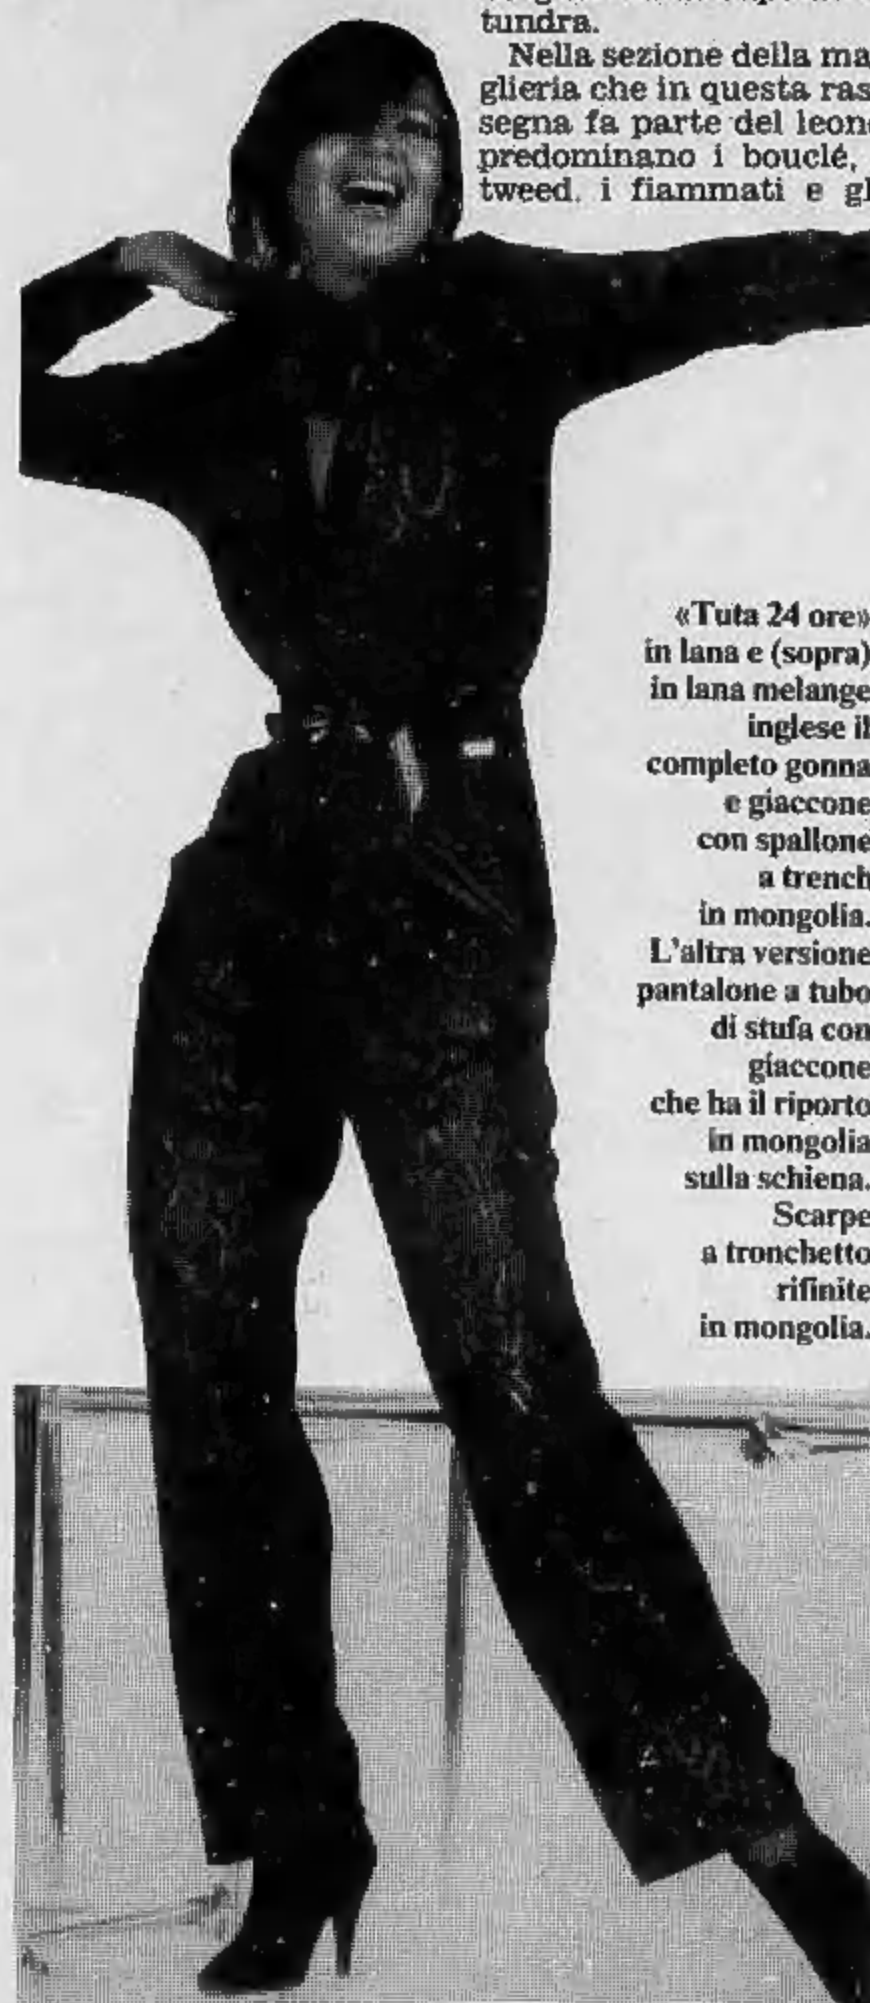 tundra.
Nella sezione della ma
glieria che in questa ras
segna fa parte del leone
predominano i bouclé,
tweed, i fiammati e gl
«Tuta 24 ore»
in lana e (sopra)
in lana melange
inglese il
completo gonna
e giaccone
con spallone
a trench
in mongolia.
L'altra versione
pantalone a tubo
di stufa con
giaccone
che ha il riporto
in mongolia
sulla schiena.
Scarpe
a tronchetto
rifinite
in mongolia.